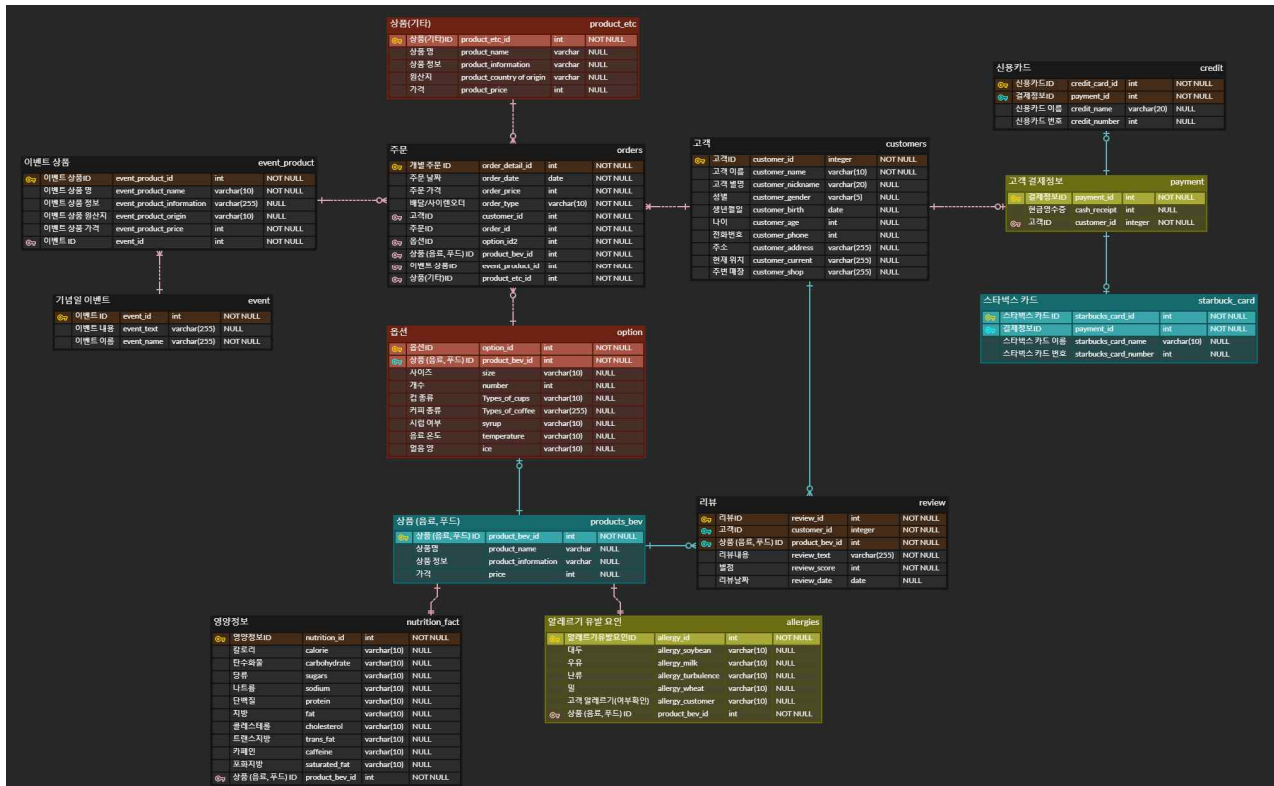 상품(기타) product_etc
상품(기타)ID product_etc_id int NOT NULL
상품 명 product_name varchar NULL
상품 정보 product_information varchar NULL
원산지 product_country of origin varchar NULL
가격 product_price int NULL
신용카드 credit
신용카드ID credit_card_id int NOT NULL
결제정보ID payment_id int NOT NULL
신용카드 이름 credit_name varchar(20) NULL
신용카드 번호 credit_number int NULL
이벤트 상품 event_product
이벤트 상품ID event_product_id int NOT NULL
이벤트 상품 명 event_product_name varchar(10) NOT NULL
이벤트 상품 정보 event_product_information varchar(255) NULL
이벤트 상품 원산지 event_product_origin varchar(10) NULL
이벤트 상품 가격 event_product_price int NULL
이벤트 ID event_id int NOT NULL
주문 orders
개별 주문 ID order_detail_id int NOT NULL
주문 날짜 order_date date NOT NULL
주문 가격 order_price int NOT NULL
배달/사이렌오더 order_type varchar(10) NOT NULL
고객ID customer_id int NOT NULL
주문ID order_id int NOT NULL
옵션ID option_id2 int NOT NULL
상품 (음료, 푸드) ID product_bev_id int NOT NULL
이벤트 상품ID event_product_id int NOT NULL
상품(기타)ID product_etc_id int NOT NULL
고객 customers
고객ID customer_id integer NOT NULL
고객 이름 customer_name varchar(10) NOT NULL
고객 별명 customer_nickname varchar(20) NULL
성별 customer_gender varchar(5) NULL
생년월일 customer_birth date NULL
나이 customer_age int NULL
전화번호 customer_phone int NULL
주소 customer_address varchar(255) NULL
현재 위치 customer_current varchar(255) NULL
주변 매장 customer_shop varchar(255) NULL
고객 결제정보 payment
결제정보ID payment_id int NOT NULL
현금영수증 cash_receipt int NULL
고객ID customer_id integer NOT NULL
기념일 이벤트 event
이벤트 ID event_id int NOT NULL
이벤트 내용 event_text varchar(255) NULL
이벤트 이름 event_name varchar(255) NOT NULL
스타벅스 카드 starbuck_card
스타벅스 카드 ID starbucks_card_id int NOT NULL
결제정보ID payment_id int NOT NULL
스타벅스 카드 이름 starbucks_card_name varchar(10) NULL
스타벅스 카드 번호 starbucks_card_number int NULL
옵션 option
옵션ID option_id int NOT NULL
상품 (음료, 푸드) ID product_bev_id int NOT NULL
사이즈 size varchar(10) NULL
개수 number int NULL
컵 종류 Types_of_cups varchar(10) NULL
커피 종류 Types_of_coffee varchar(255) NULL
시럽 여부 syrup varchar(10) NULL
음료 온도 temperature varchar(10) NULL
얼음 양 ice varchar(10) NULL
상품 (음료, 푸드) products_bev
상품 (음료, 푸드) ID product_bev_id int NOT NULL
상품명 product_name varchar NULL
상품 정보 product_information varchar NULL
가격 price int NULL
리뷰 review
리뷰ID review_id int NOT NULL
고객ID customer_id integer NOT NULL
상품 (음료, 푸드) ID product_bev_id int NOT NULL
리뷰내용 review_text varchar(255) NOT NULL
별점 review_score int NOT NULL
리뷰날짜 review_date date NULL
영양정보 nutrition_fact
영양정보ID nutrition_id int NOT NULL
칼로리 calorie varchar(10) NULL
탄수화물 carbohydrate varchar(10) NULL
당류 sugars varchar(10) NULL
나트륨 sodium varchar(10) NULL
단백질 protein varchar(10) NULL
지방 fat varchar(10) NULL
콜레스테롤 cholesterol varchar(10) NULL
트랜스지방 trans_fat varchar(10) NULL
카페인 caffeine varchar(10) NULL
포화지방 saturated_fat varchar(10) NULL
상품 (음료, 푸드) ID product_bev_id int NOT NULL
알레르기 유발 요인 allergies
알레르기유발요인ID allergy_id int NOT NULL
대두 allergy_soybean varchar(10) NULL
우유 allergy_milk varchar(10) NULL
난류 allergy_turbulence varchar(10) NULL
밀 allergy_wheat varchar(10) NULL
고객 알레르기(여부확인) allergy_customer varchar(10) NULL
상품 (음료, 푸드) ID product_bev_id int NOT NULL